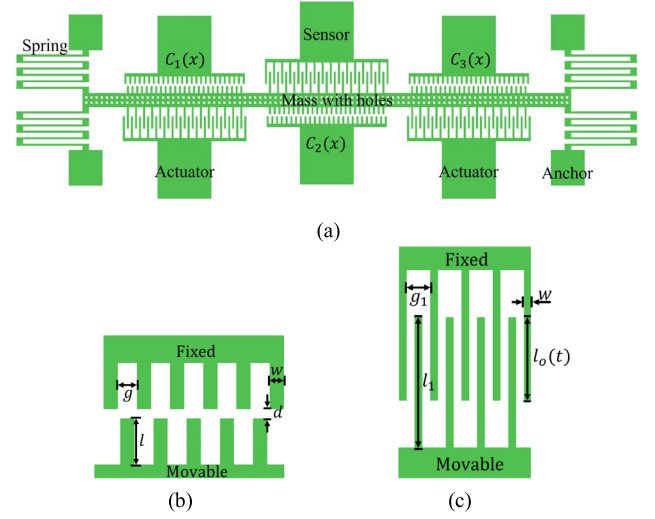 Sensor
Spring
C₁(x)
C₃(x)
Mass with holes
C₂(x)
Actuator
Actuator
Anchor
(a)
Fixed
g₁
w
Fixed
w
g
l₁
lₒ(t)
d
l
Movable
Movable
(b)
(c)